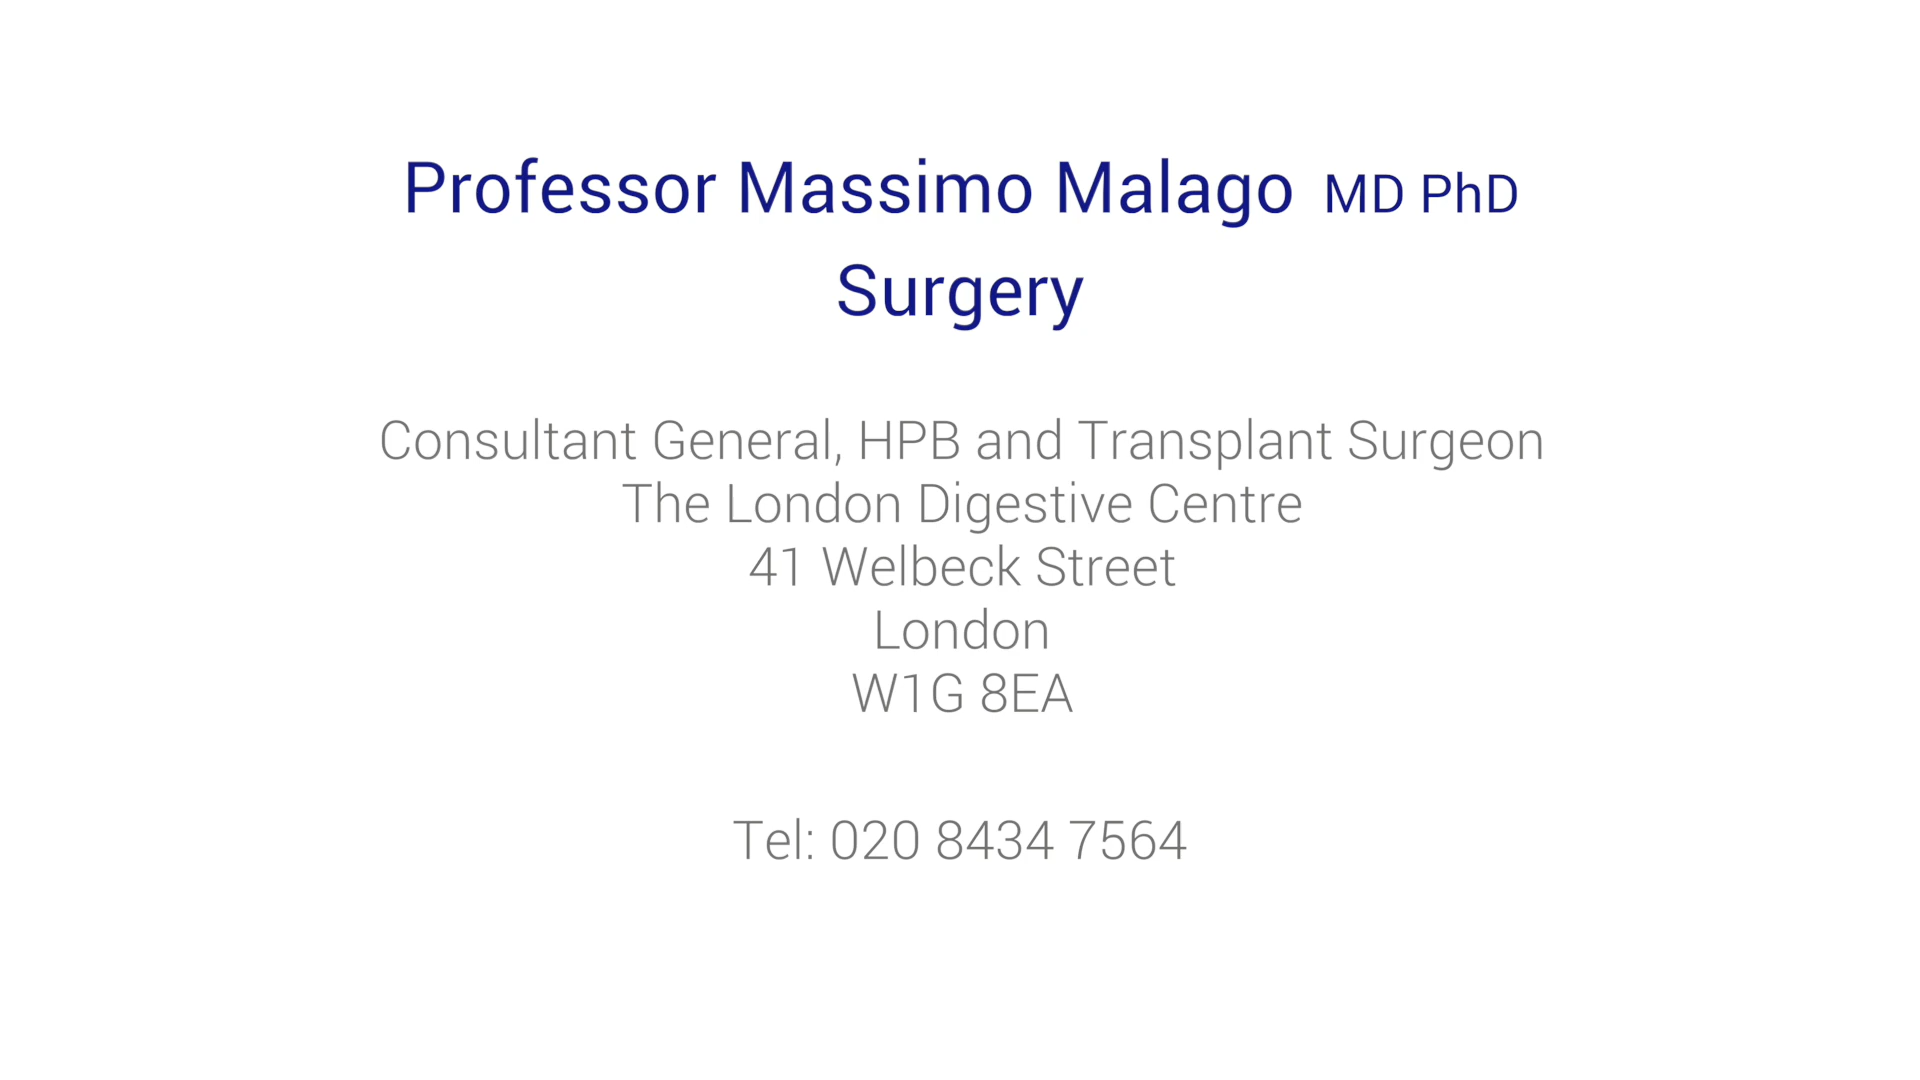 Professor Massimo Malago MD PhD
Surgery
Consultant General, HPB and Transplant Surgeon
The London Digestive Centre
41 Welbeck Street
London
W1G 8EA
Tel: 020 8434 7564